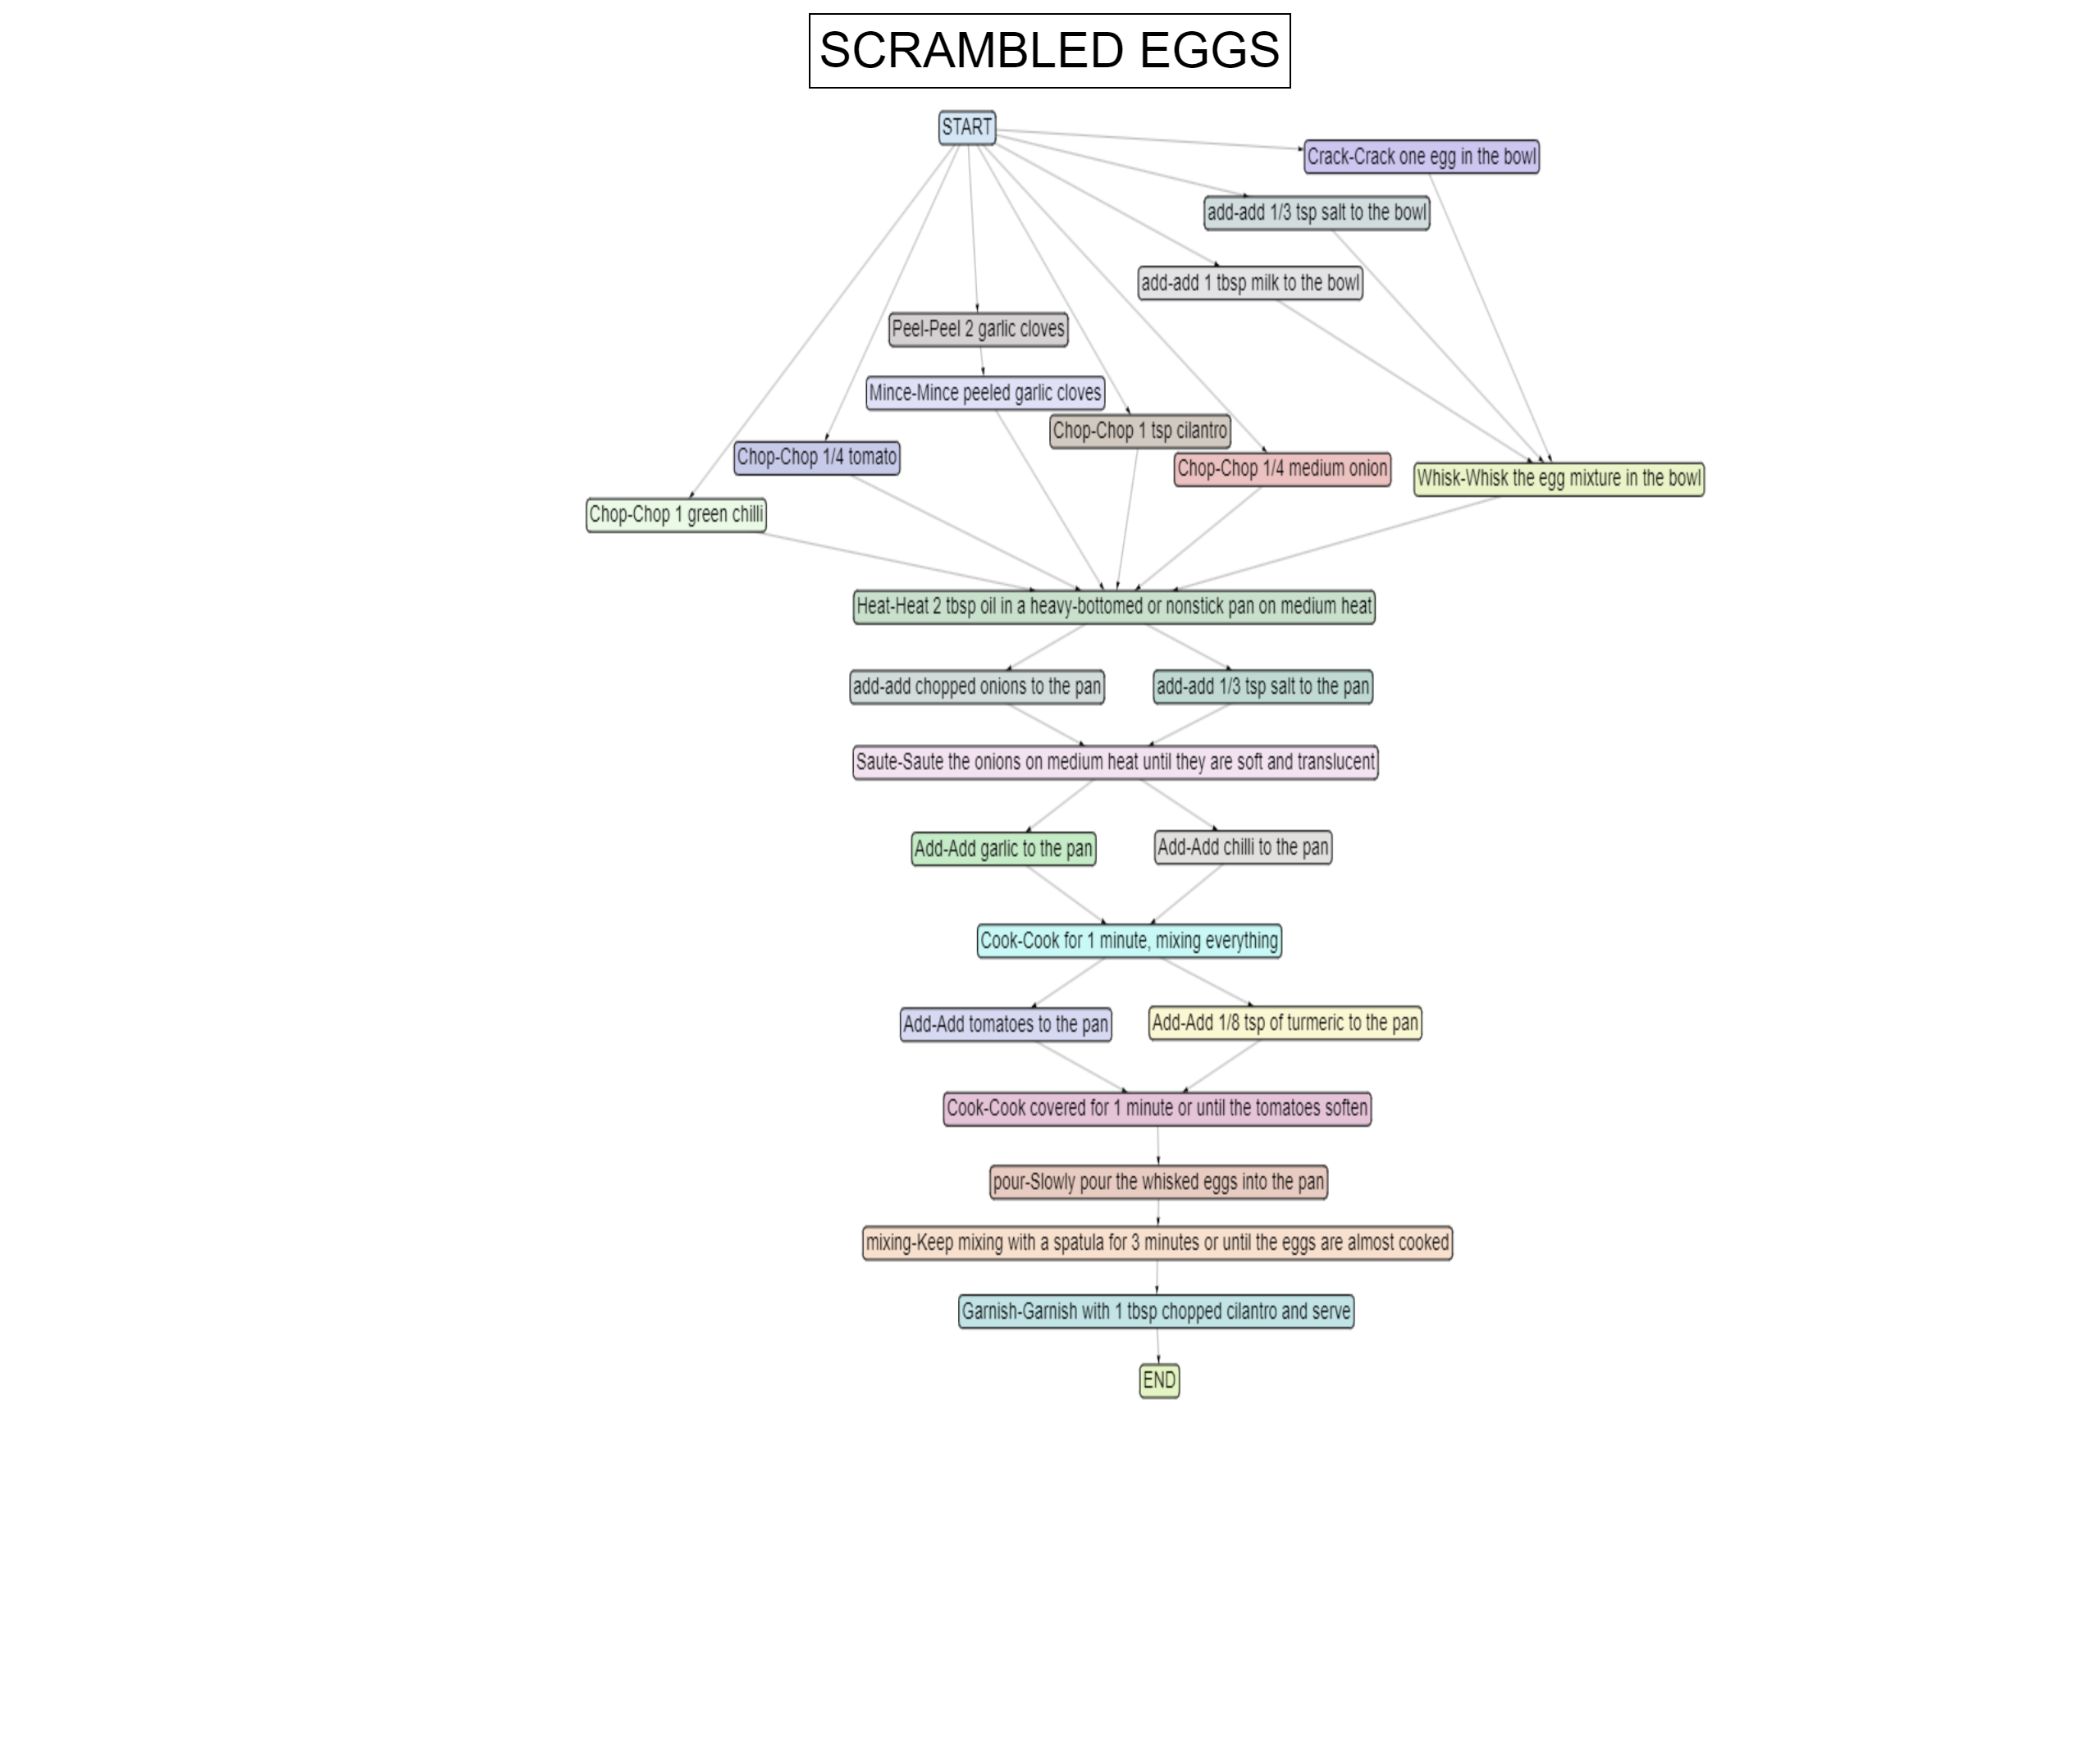 SCRAMBLED EGGS
START
Crack-Crack one egg in the bowl
add-add 1/3 tsp salt to the bowl
add-add 1 tbsp milk to the bowl
Peel-Peel 2 garlic cloves
Mince-Mince peeled garlic cloves
Chop-Chop 1 tsp cilantro
Chop-Chop 1/4 tomato
Chop-Chop 1/4 medium onion
Whisk-Whisk the egg mixture in the bowl
Chop-Chop 1 green chilli
Heat-Heat 2 tbsp oil in a heavy-bottomed or nonstick pan on medium heat
add-add chopped onions to the pan
add-add 1/3 tsp salt to the pan
Saute-Saute the onions on medium heat until they are soft and translucent
Add-Add garlic to the pan
Add-Add chilli to the pan
Cook-Cook for 1 minute, mixing everything
Add-Add tomatoes to the pan
Add-Add 1/8 tsp of turmeric to the pan
Cook-Cook covered for 1 minute or until the tomatoes soften
pour-Slowly pour the whisked eggs into the pan
mixing-Keep mixing with a spatula for 3 minutes or until the eggs are almost cooked
Garnish-Garnish with 1 tbsp chopped cilantro and serve
END